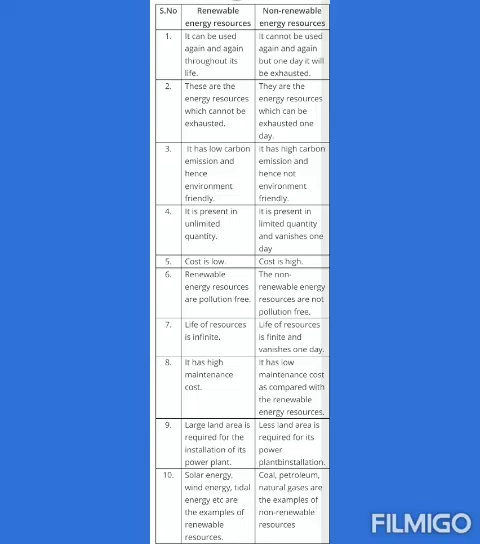 S.No Renewable energy resources Non-renewable energy resources
1. It can be used again and again throughout its life. It cannot be used again and again but one day it will be exhausted.
2. These are the energy resources which cannot be exhausted. They are the energy resources which can be exhausted one day.
3. It has low carbon emission and hence environment friendly. It has high carbon emission and hence not environment friendly.
4. It is present in unlimited quantity. It is present in limited quantity and vanishes one day
5. Cost is low. Cost is high.
6. Renewable energy resources are pollution free. The non-renewable energy resources are not pollution free.
7. Life of resources is infinite. Life of resources is finite and vanishes one day.
8. It has high maintenance cost. It has low maintenance cost as compared with the renewable energy resources.
9. Large land area is required for the installation of its power plant. Less land area is required for its power plantbinstallation.
10. Solar energy, wind energy, tidal energy etc are the examples of renewable resources. Coal, petroleum, natural gases are the examples of non-renewable resources
FILMIGO